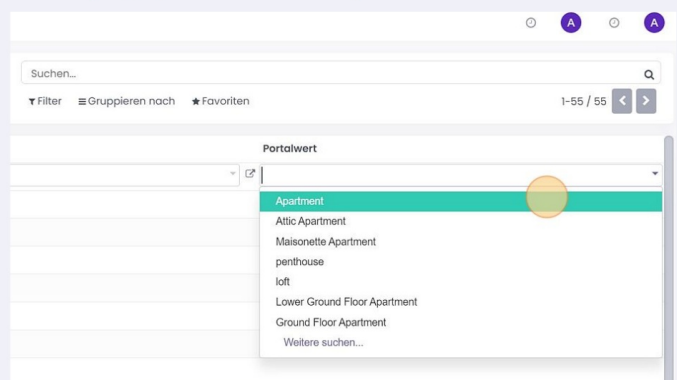 A
A
Suchen...
Filter Gruppieren nach Favoriten 1-55 / 55
Portalwert
Apartment
Attic Apartment
Maisonette Apartment
penthouse
loft
Lower Ground Floor Apartment
Ground Floor Apartment
Weitere suchen...